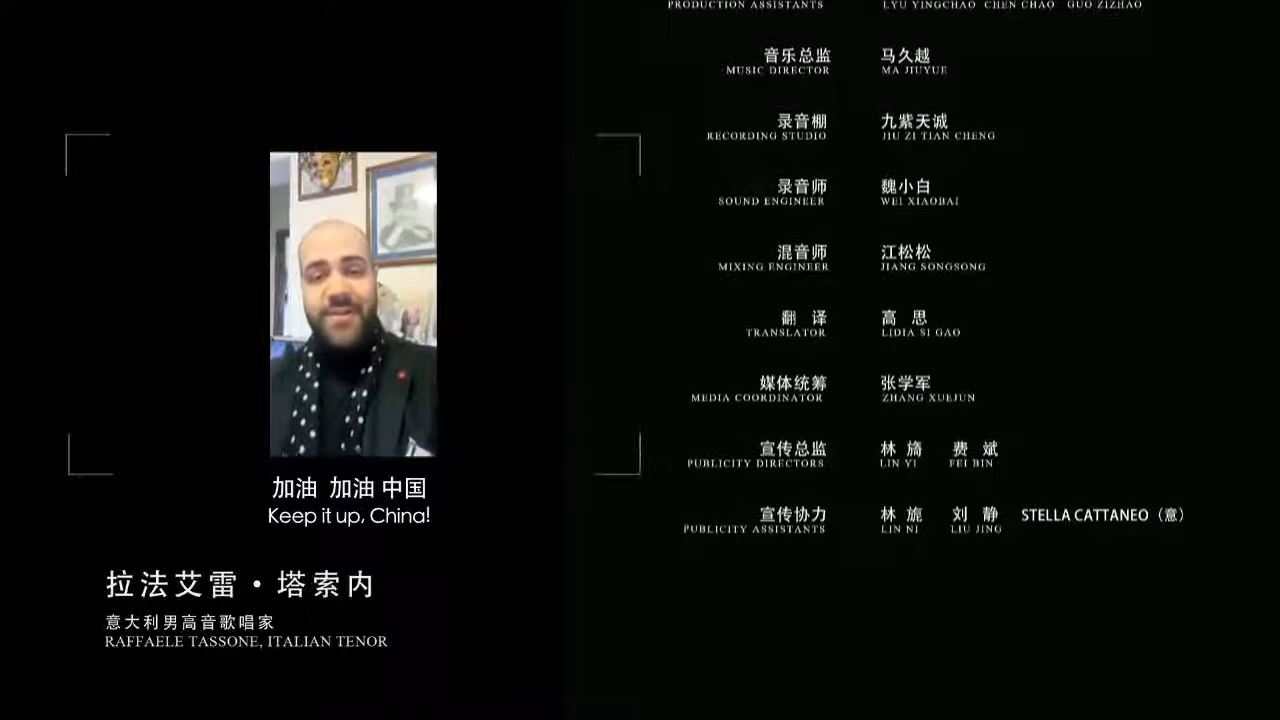 加油 加油 中国
Keep it up, China!
拉法艾雷·塔索内
意大利男高音歌唱家
RAFFAELE TASSONE, ITALIAN TENOR
PRODUCTION ASSISTANTS LYU YINGCHAO CHEN CHAO GUO ZIZHAO
音乐总监 马久越
MUSIC DIRECTOR MA JIUYUE
录音棚 九紫天诚
RECORDING STUDIO JIU ZI TIAN CHENG
录音师 魏小白
SOUND ENGINEER WEI XIAOBAI
混音师 江松松
MIXING ENGINEER JIANG SONGSONG
翻 译 高 思
TRANSLATOR LIDIA SI GAO
媒体统筹 张学军
MEDIA COORDINATOR ZHANG XUEJUN
宣传总监 林 旖 费 斌
PUBLICITY DIRECTORS LIN YI FEI BIN
宣传协力 林 旎 刘 静 STELLA CATTANEO（意）
PUBLICITY ASSISTANTS LIN NI LIU JING